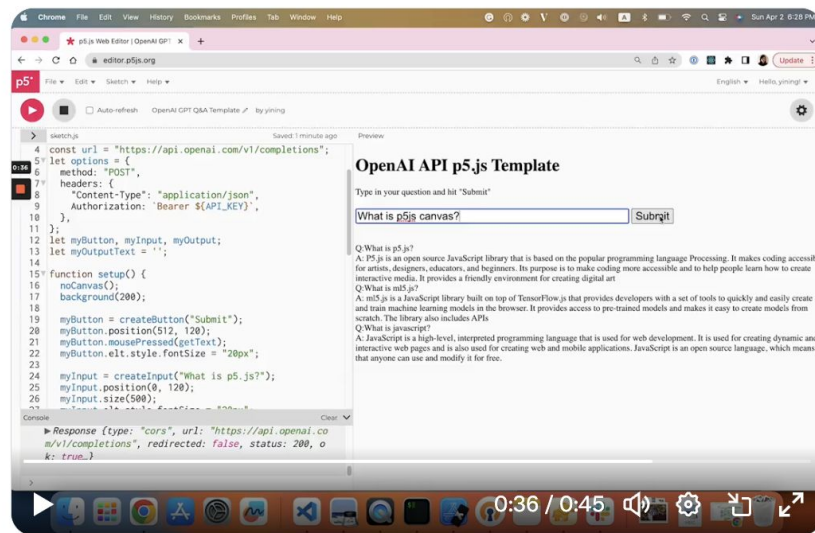 Chrome File Edit View History Bookmarks Profiles Tab Window Help
Sun Apr 2 6:28 PM
p5.js Web Editor | OpenAI GPT
editor.p5js.org
Update
p5* File Edit Sketch Help
English Hello, yining!
Auto-refresh OpenAI GPT Q&A Template by yining
sketch.js Saved: 1 minute ago Preview
4 const url = "https://api.openai.com/v1/completions";
5 let options = {
0:36
6 method: "POST",
7 headers: {
8 "Content-Type": "application/json",
9 Authorization: `Bearer ${API_KEY}`,
10 },
11 };
12 let myButton, myInput, myOutput;
13 let myOutputText = '';
14
15 function setup() {
16 noCanvas();
17 background(200);
18
19 myButton = createButton("Submit");
20 myButton.position(512, 120);
21 myButton.mousePressed(getText);
22 myButton.elt.style.fontSize = "20px";
23
24 myInput = createInput("What is p5.js?");
25 myInput.position(0, 120);
26 myInput.size(500);
27 myInput.elt.style.fontSize = "20px";
Console Clear
Response {type: "cors", url: "https://api.openai.co
m/v1/completions", redirected: false, status: 200, o
k: true…}
OpenAI API p5.js Template
Type in your question and hit "Submit"
What is p5js canvas? Submit
Q:What is p5.js?
A: P5.js is an open source JavaScript library that is based on the popular programming language Processing. It makes coding accessib
for artists, designers, educators, and beginners. Its purpose is to make coding more accessible and to help people learn how to create
interactive media. It provides a friendly environment for creating digital art
Q:What is ml5.js?
A: ml5.js is a JavaScript library built on top of TensorFlow.js that provides developers with a set of tools to quickly and easily create
and train machine learning models in the browser. It provides access to pre-trained models and makes it easy to create models from
scratch. The library also includes APIs
Q:What is javascript?
A: JavaScript is a high-level, interpreted programming language that is used for web development. It is used for creating dynamic and
interactive web pages and is also used for creating web and mobile applications. JavaScript is an open source language, which means
that anyone can use and modify it for free.
0:36 / 0:45